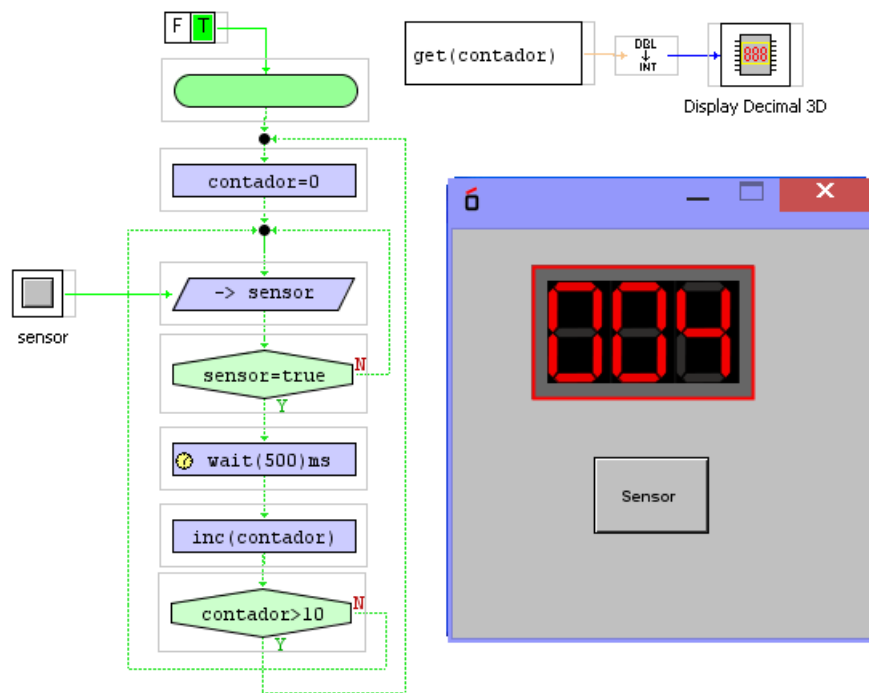 F T
get(contador)
DBL
INT
888
Display Decimal 3D
contador=0
-> sensor
sensor
sensor=true
N
Y
wait(500)ms
inc(contador)
contador>10
N
Y
004
Sensor